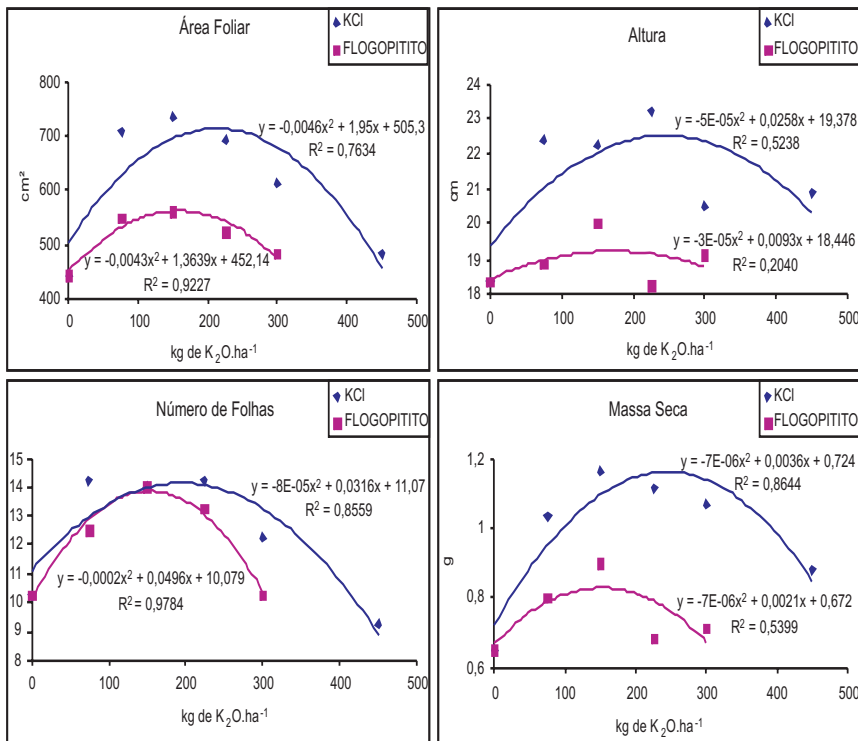 Área Foliar
KCl
FLOGOPITITO
800
700
600
500
400
cm²
y = -0,0046x² + 1,95x + 505,3
R² = 0,7634
y = -0,0043x² + 1,3639x + 452,14
R² = 0,9227
0 100 200 300 400 500
kg de K₂O.ha⁻¹
Altura
KCl
FLOGOPITITO
24
23
22
21
20
19
18
cm
y = -5E-05x² + 0,0258x + 19,378
R² = 0,5238
y = -3E-05x² + 0,0093x + 18,446
R² = 0,2040
0 100 200 300 400 500
kg de K₂O.ha⁻¹
Número de Folhas
KCl
FLOGOPITITO
15
14
13
12
11
10
9
8
y = -8E-05x² + 0,0316x + 11,07
R² = 0,8559
y = -0,0002x² + 0,0496x + 10,079
R² = 0,9784
0 100 200 300 400 500
kg de K₂O.ha⁻¹
Massa Seca
KCl
FLOGOPITITO
1,2
1
0,8
0,6
g
y = -7E-06x² + 0,0036x + 0,724
R² = 0,8644
y = -7E-06x² + 0,0021x + 0,672
R² = 0,5399
0 100 200 300 400 500
kg de K₂O.ha⁻¹